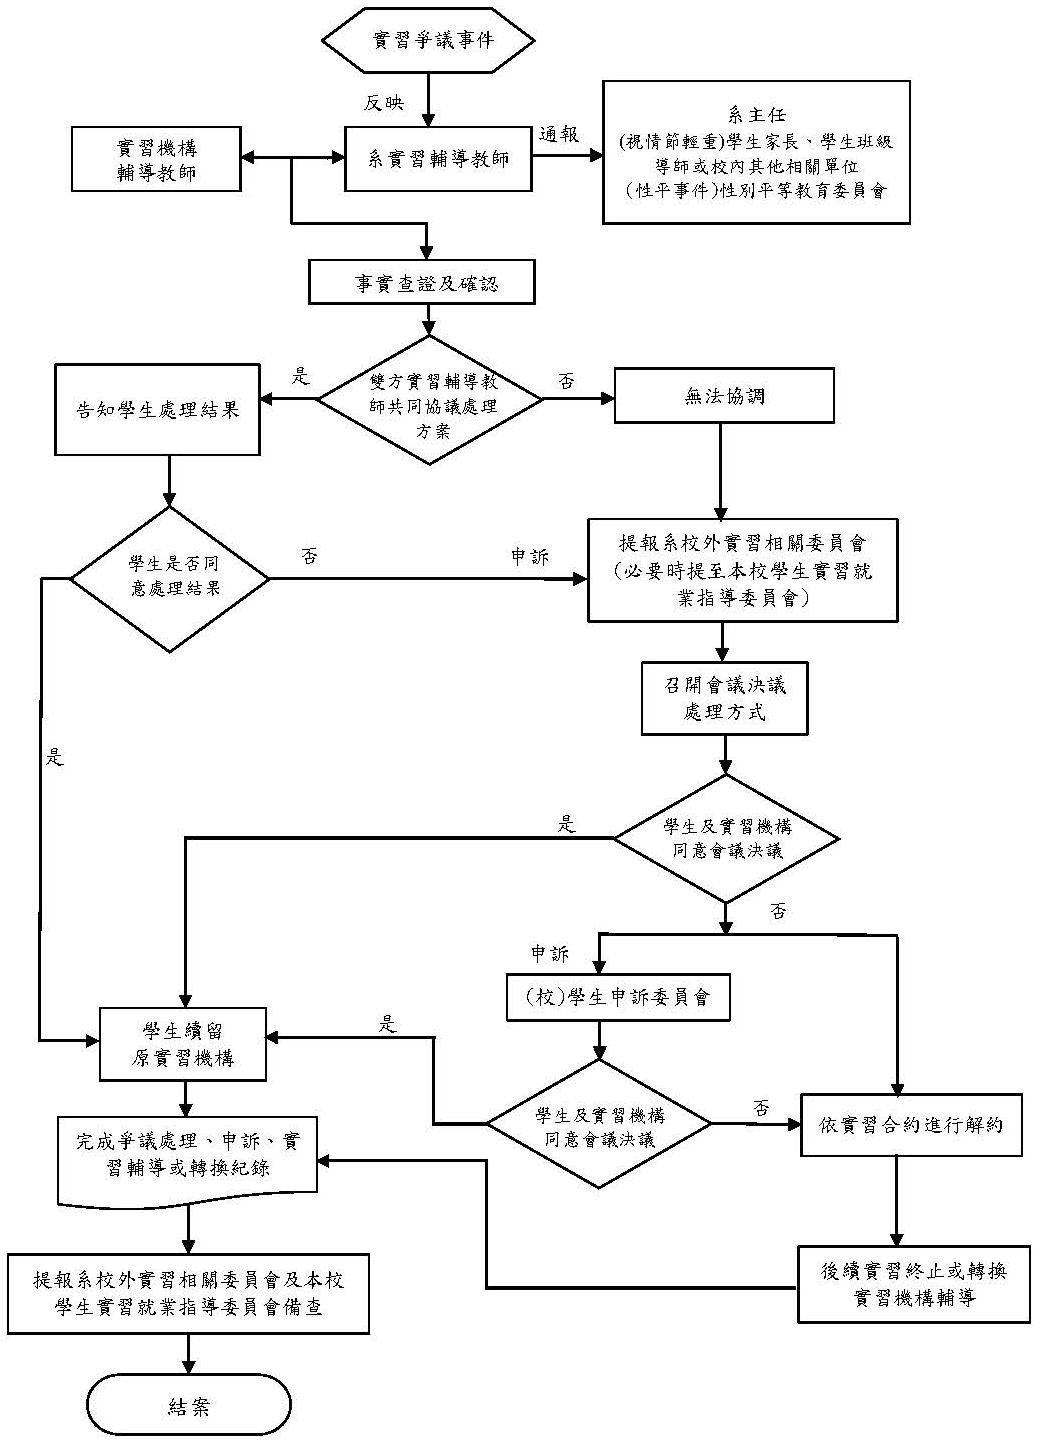 實習爭議事件
反映
實習機構
輔導教師
系實習輔導教師
通報
系主任
(視情節輕重)學生家長、學生班級
導師或校內其他相關單位
(性平事件)性別平等教育委員會
事實查證及確認
雙方實習輔導教
師共同協議處理
方案
是
否
告知學生處理結果
無法協調
學生是否同
意處理結果
否
申訴
提報系校外實習相關委員會
(必要時提至本校學生實習就
業指導委員會)
召開會議決議
處理方式
是
學生及實習機構
同意會議決議
是
否
申訴
(校)學生申訴委員會
學生續留
原實習機構
是
學生及實習機構
同意會議決議
否
依實習合約進行解約
完成爭議處理、申訴、實
習輔導或轉換紀錄
後續實習終止或轉換
實習機構輔導
提報系校外實習相關委員會及本校
學生實習就業指導委員會備查
結案